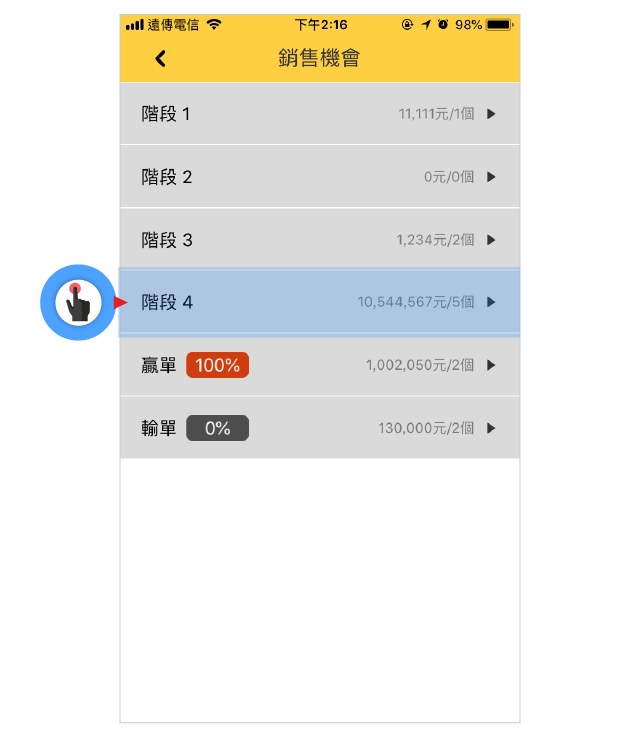 遠傳電信 下午2:16 98%
銷售機會
階段 1 11,111元/1個
階段 2 0元/0個
階段 3 1,234元/2個
階段 4 10,544,567元/5個
贏單 100% 1,002,050元/2個
輸單 0% 130,000元/2個